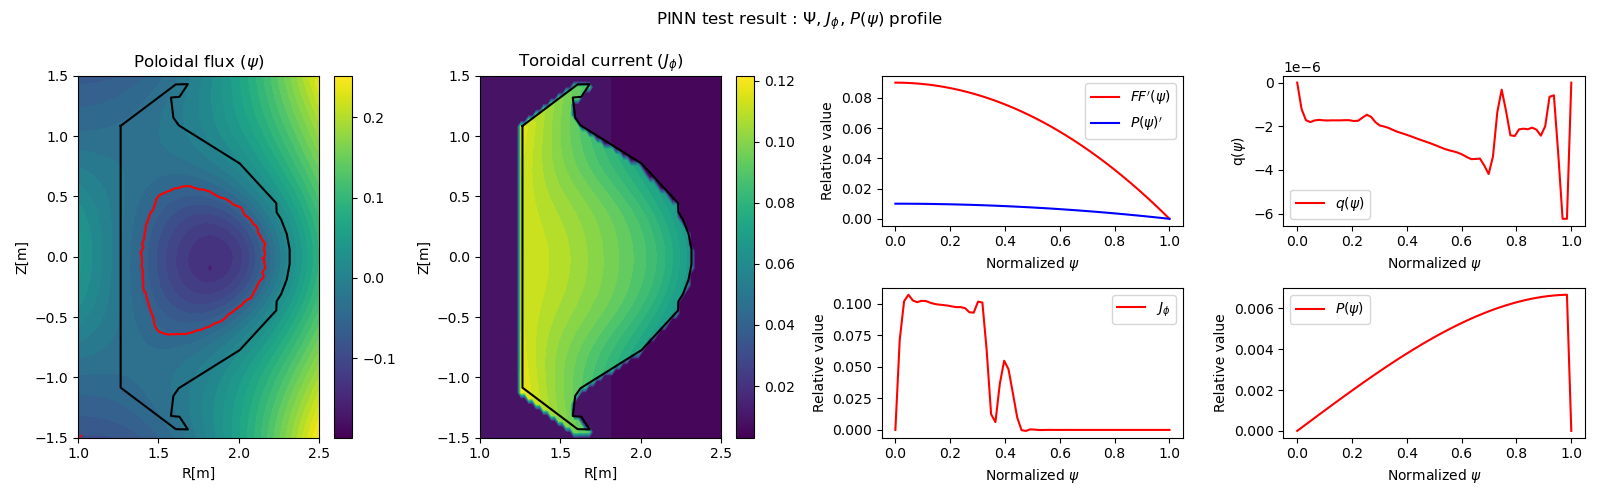 PINN test result : Ψ, J_ϕ, P(ψ) profile
Poloidal flux (ψ)
1.5
1.0
0.5
0.0
−0.5
−1.0
−1.5
Z[m]
1.0 1.5 2.0 2.5
R[m]
0.2
0.1
0.0
−0.1
Toroidal current (J_ϕ)
1.5
1.0
0.5
0.0
−0.5
−1.0
−1.5
Z[m]
1.0 1.5 2.0 2.5
R[m]
0.12
0.10
0.08
0.06
0.04
0.02
FF′(ψ)
P(ψ)′
0.08
0.06
0.04
0.02
0.00
Relative value
0.0 0.2 0.4 0.6 0.8 1.0
Normalized ψ
1e−6
0
−2
−4
−6
q(ψ)
q(ψ)
0.0 0.2 0.4 0.6 0.8 1.0
Normalized ψ
J_ϕ
0.100
0.075
0.050
0.025
0.000
Relative value
0.0 0.2 0.4 0.6 0.8 1.0
Normalized ψ
P(ψ)
0.006
0.004
0.002
0.000
Relative value
0.0 0.2 0.4 0.6 0.8 1.0
Normalized ψ